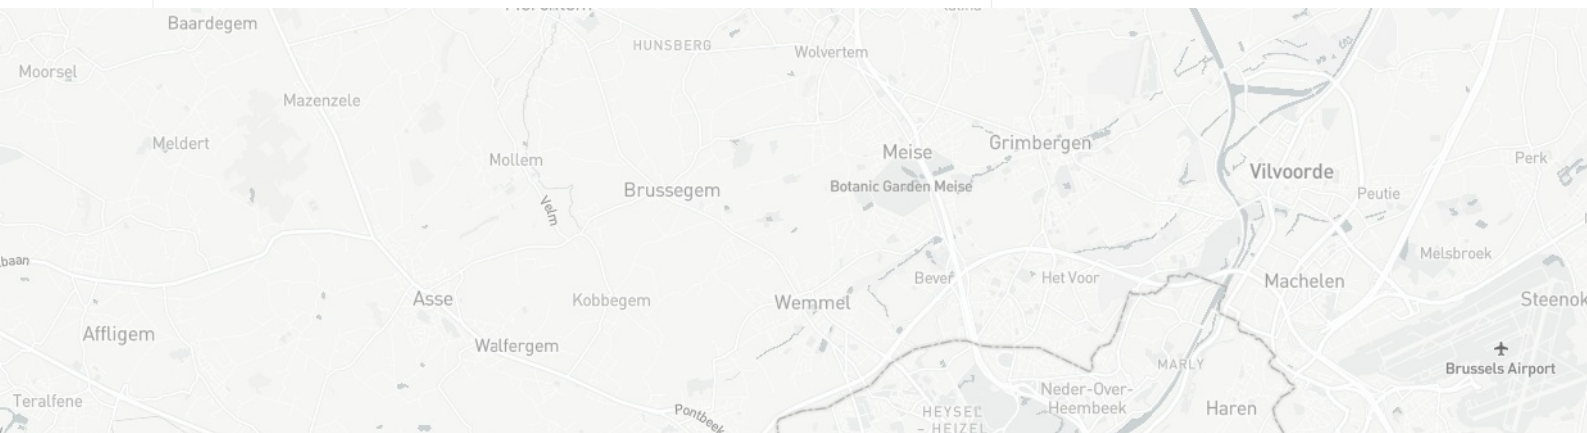 Baardegem
HUNSBERG
Wolvertem
Moorsel
Mazenzele
Meldert
Mollem
Meise
Grimbergen
Perk
Vilvoorde
Brussegem
Botanic Garden Meise
Peutie
Velm
baan
Melsbroek
Bever
Het Voor
Machelen
Asse
Kobbegem
Wemmel
Steenok
Affligem
Walfergem
MARLY
Brussels Airport
Neder-Over-
Heembeek
Teralfene
Pontbeek
HEYSEL
- HEIZEL
Haren